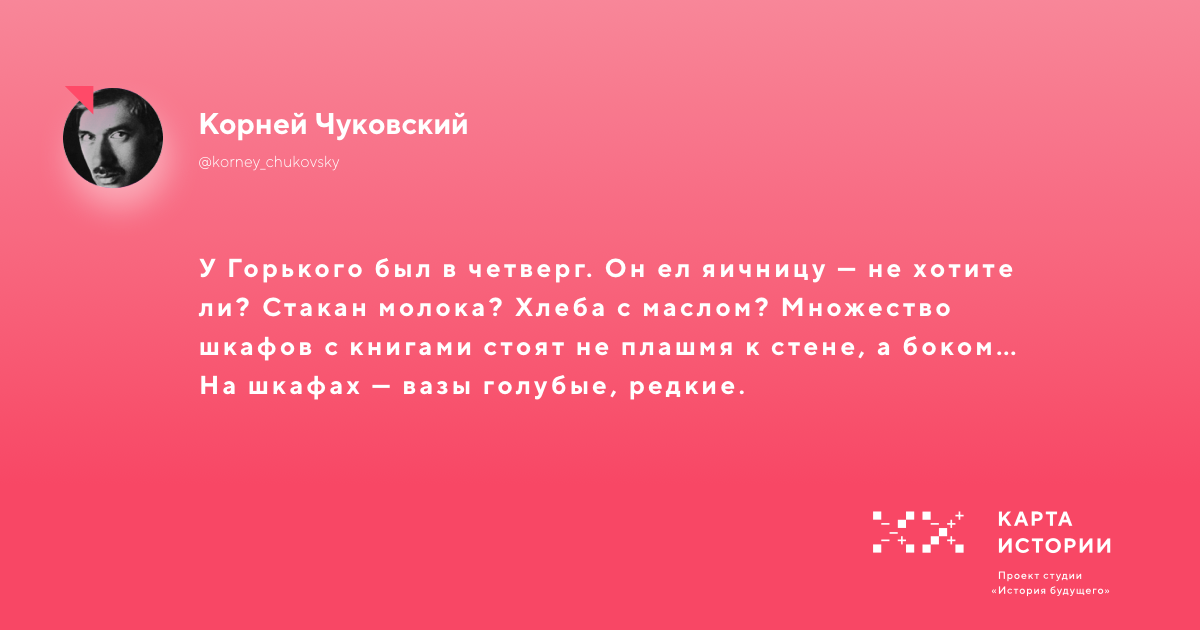 Корней Чуковский
@korney_chukovsky
У Горького был в четверг. Он ел яичницу — не хотите
ли? Стакан молока? Хлеба с маслом? Множество
шкафов с книгами стоят не плашмя к стене, а боком...
На шкафах — вазы голубые, редкие.
КАРТА
ИСТОРИИ
Проект студии
«История будущего»